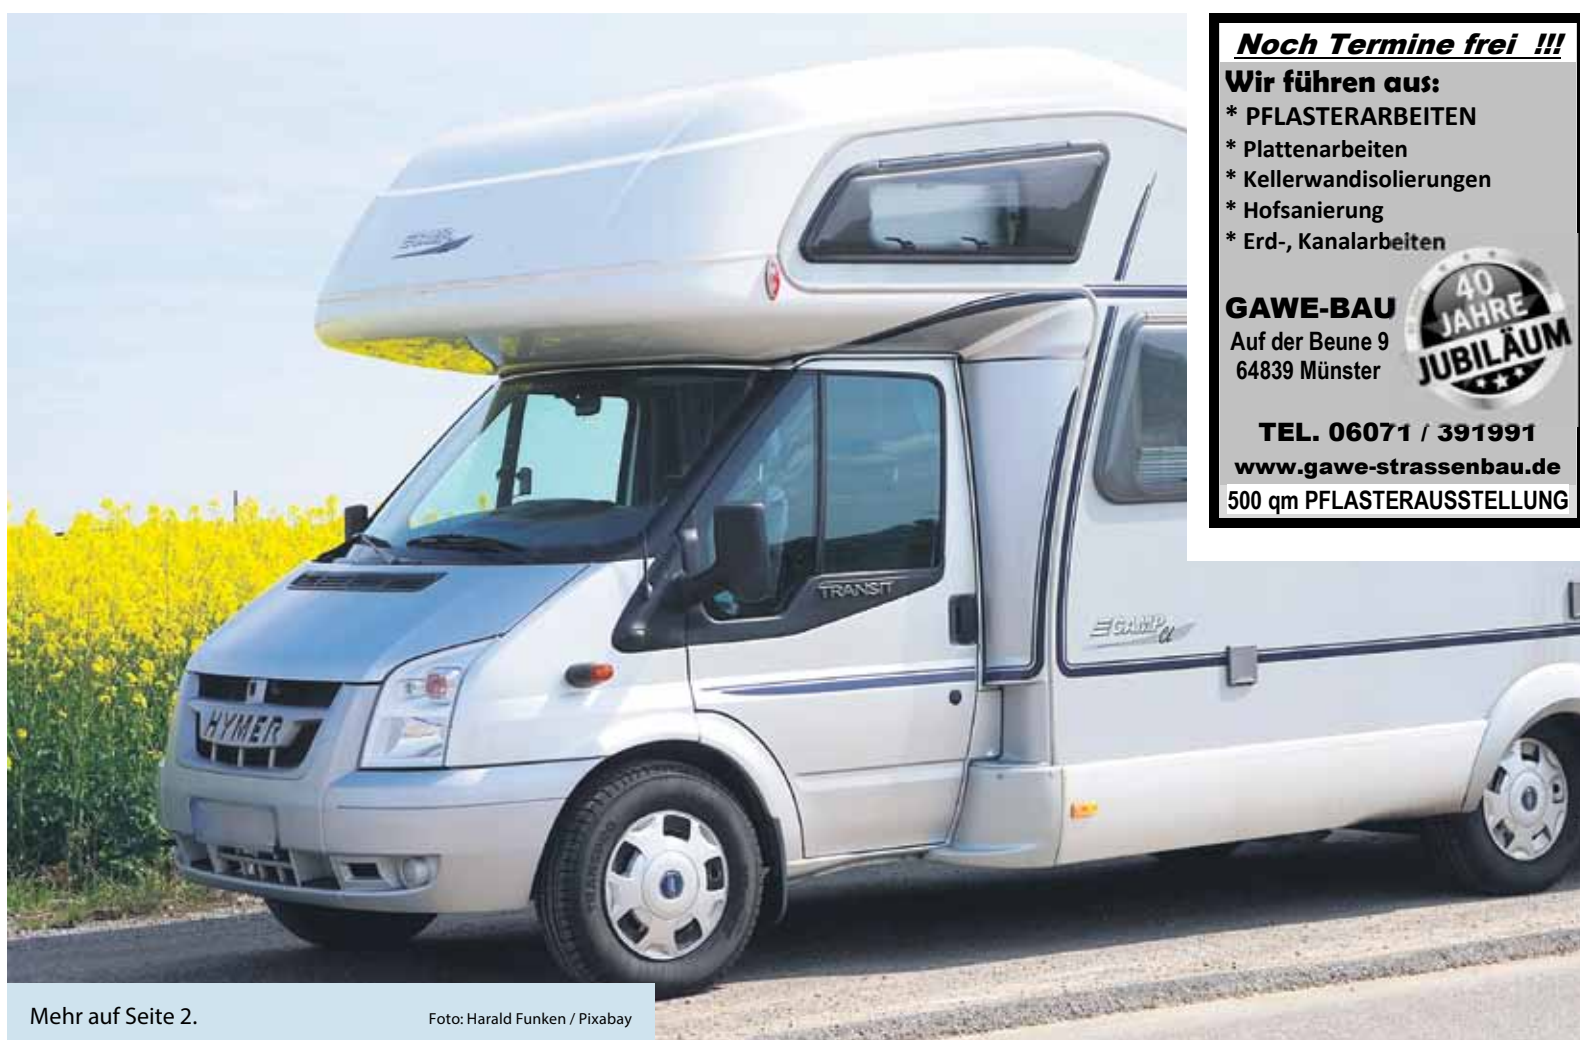 Noch Termine frei !!!
Wir führen aus:
* PFLASTERARBEITEN
* Plattenarbeiten
* Kellerwandisolierungen
* Hofsanierung
* Erd-, Kanalarbeiten
40
JAHRE
JUBILÄUM
GAWE-BAU
Auf der Beune 9
64839 Münster
TEL. 06071 / 391991
www.gawe-strassenbau.de
500 qm PFLASTERAUSSTELLUNG
TRANSIT
CAMP
HYMER
Mehr auf Seite 2.
Foto: Harald Funken / Pixabay